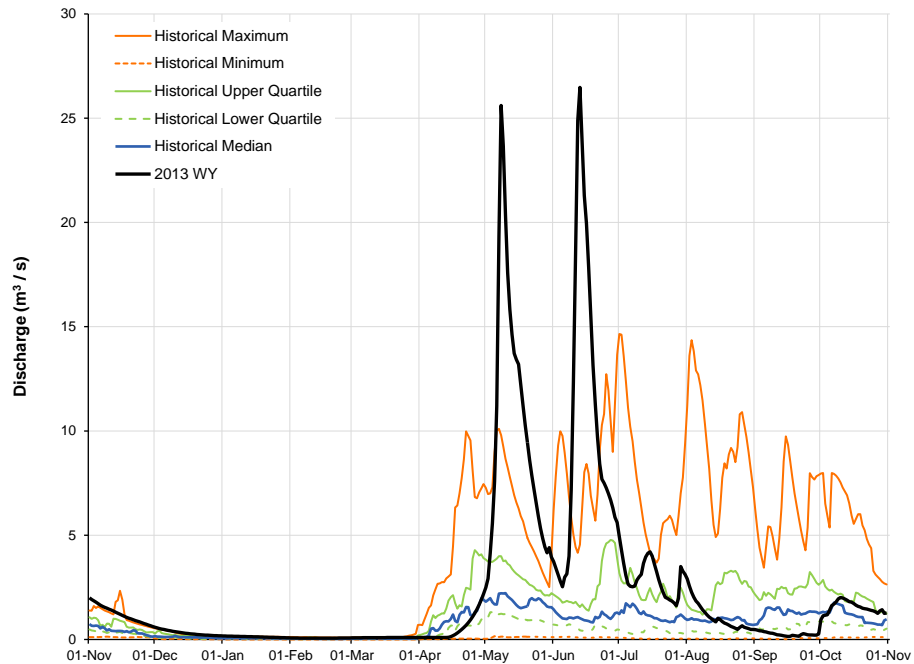 30
25
20
15
10
5
0
Discharge (m³ / s)
Historical Maximum
Historical Minimum
Historical Upper Quartile
Historical Lower Quartile
Historical Median
2013 WY
01-Nov 01-Dec 01-Jan 01-Feb 01-Mar 01-Apr 01-May 01-Jun 01-Jul 01-Aug 01-Sep 01-Oct 01-Nov